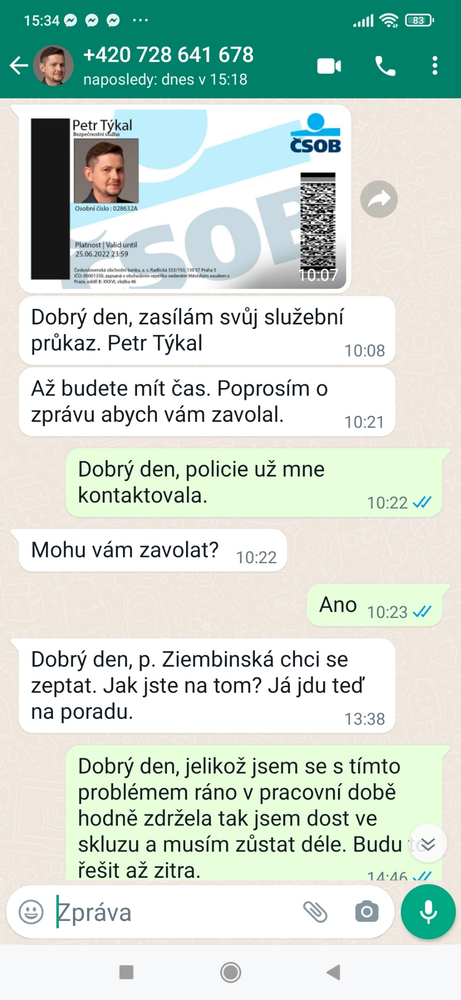 15:34
83
+420 728 641 678
naposledy: dnes v 15:18
Petr Týkal
Bezpečnostní služba
ČSOB
Osobní číslo : 028632A
ČSOB
Platnost | Valid until
25.06.2022 23:59
Československá obchodní banka, a. s. Radlická 333/150, 150 57 Praha 5
IČO: 00001350, zapsaná v obchodním rejstříku vedeném Městským soudem v
Praze, oddíl B: XXXVI, vložka 46
10:07
Dobrý den, zasílám svůj služební
průkaz. Petr Týkal
10:08
Až budete mít čas. Poprosím o
zprávu abych vám zavolal.
10:21
Dobrý den, policie už mne
kontaktovala.
10:22
Mohu vám zavolat? 10:22
Ano 10:23
Dobrý den, p. Ziembinská chci se
zeptat. Jak jste na tom? Já jdu teď
na poradu.
13:38
Dobrý den, jelikož jsem se s tímto
problémem ráno v pracovní době
hodně zdržela tak jsem dost ve
skluzu a musím zůstat déle. Budu to
řešit až zitra.
14:46
Zpráva